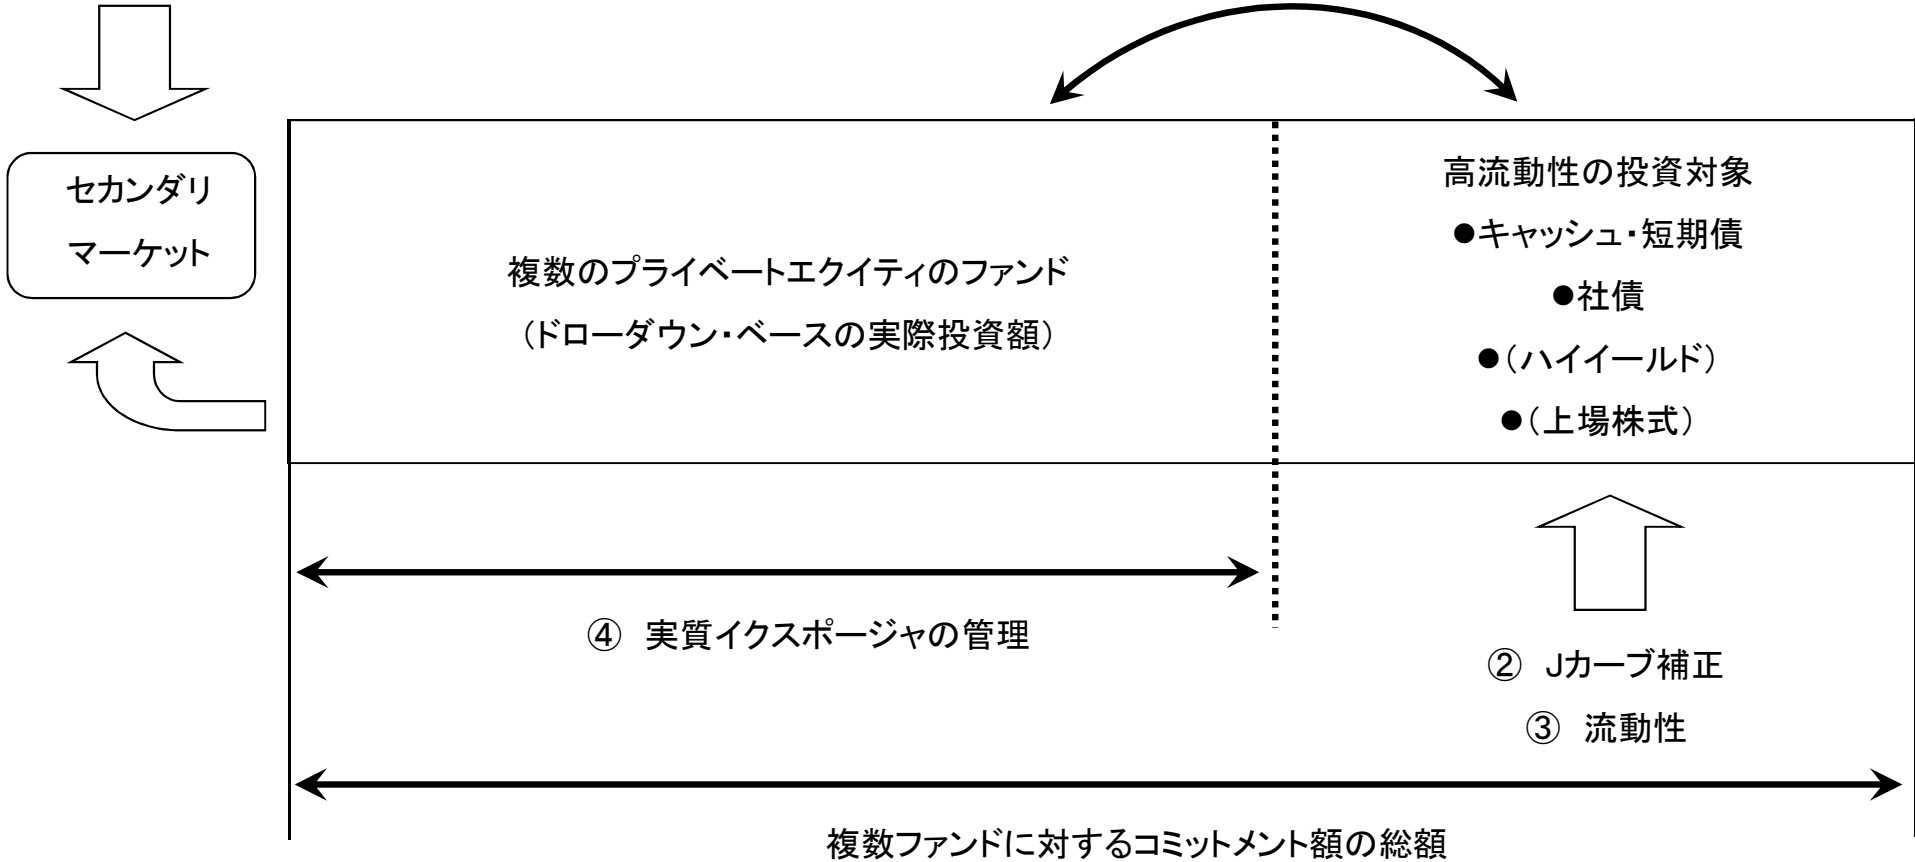 セカンダリ
マーケット
複数のプライベートエクイティのファンド
（ドローダウン・ベースの実際投資額）
高流動性の投資対象
●キャッシュ・短期債
●社債
●（ハイイールド）
●（上場株式）
④ 実質イクスポージャの管理
② Jカーブ補正
③ 流動性
複数ファンドに対するコミットメント額の総額